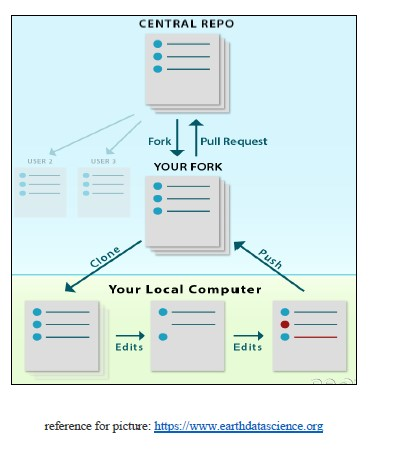 CENTRAL REPO
Fork
Pull Request
USER 2
USER 3
YOUR FORK
Clone
Push
Your Local Computer
Edits
Edits
reference for picture: https://www.earthdatascience.org